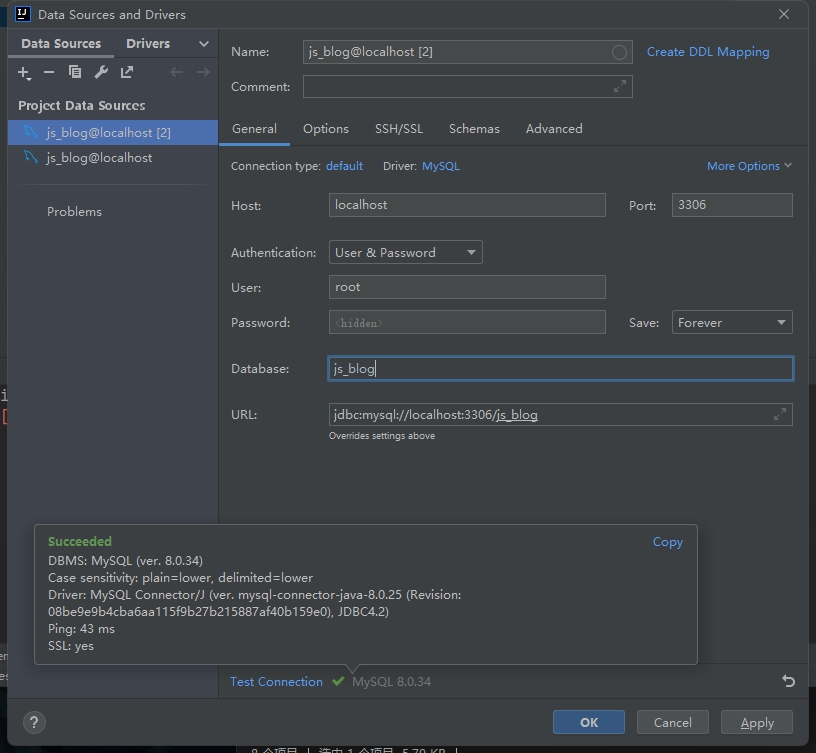 Data Sources and Drivers
Data Sources Drivers
Name: js_blog@localhost [2] Create DDL Mapping
Comment:
Project Data Sources
js_blog@localhost [2]
js_blog@localhost
Problems
General Options SSH/SSL Schemas Advanced
Connection type: default Driver: MySQL More Options
Host: localhost Port: 3306
Authentication: User & Password
User: root
Password: <hidden> Save: Forever
Database: js_blog
URL: jdbc:mysql://localhost:3306/js_blog
Overrides settings above
Succeeded Copy
DBMS: MySQL (ver. 8.0.34)
Case sensitivity: plain=lower, delimited=lower
Driver: MySQL Connector/J (ver. mysql-connector-java-8.0.25 (Revision:
08be9e9b4cba6aa115f9b27b215887af40b159e0), JDBC4.2)
Ping: 43 ms
SSL: yes
Test Connection MySQL 8.0.34
? OK Cancel Apply